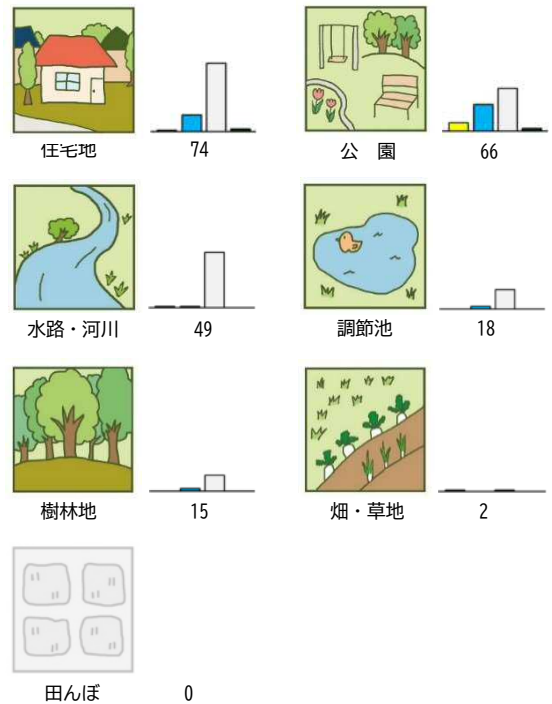 住宅地 74
公　園 66
水路・河川 49
調節池 18
樹林地 15
畑・草地 2
田んぼ 0